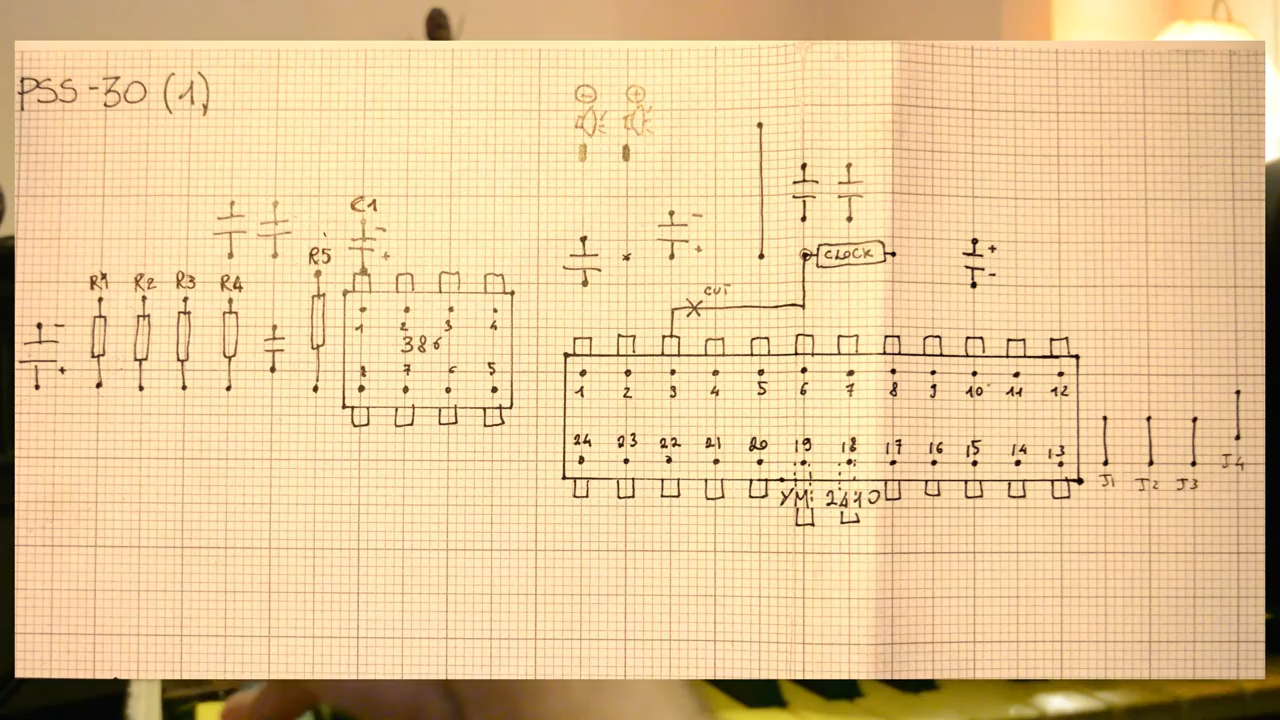 PSS-30 (1)
- +
C1
-
+
-
+
R5
CLOCK
+
-
R1 R2 R3 R4
CUT
-
+
1 2 3 4
386
8 7 6 5
1 2 3 4 5 6 7 8 9 10 11 12
24 23 22 21 20 19 18 17 16 15 14 13
J1 J2 J3 J4
YM 2410